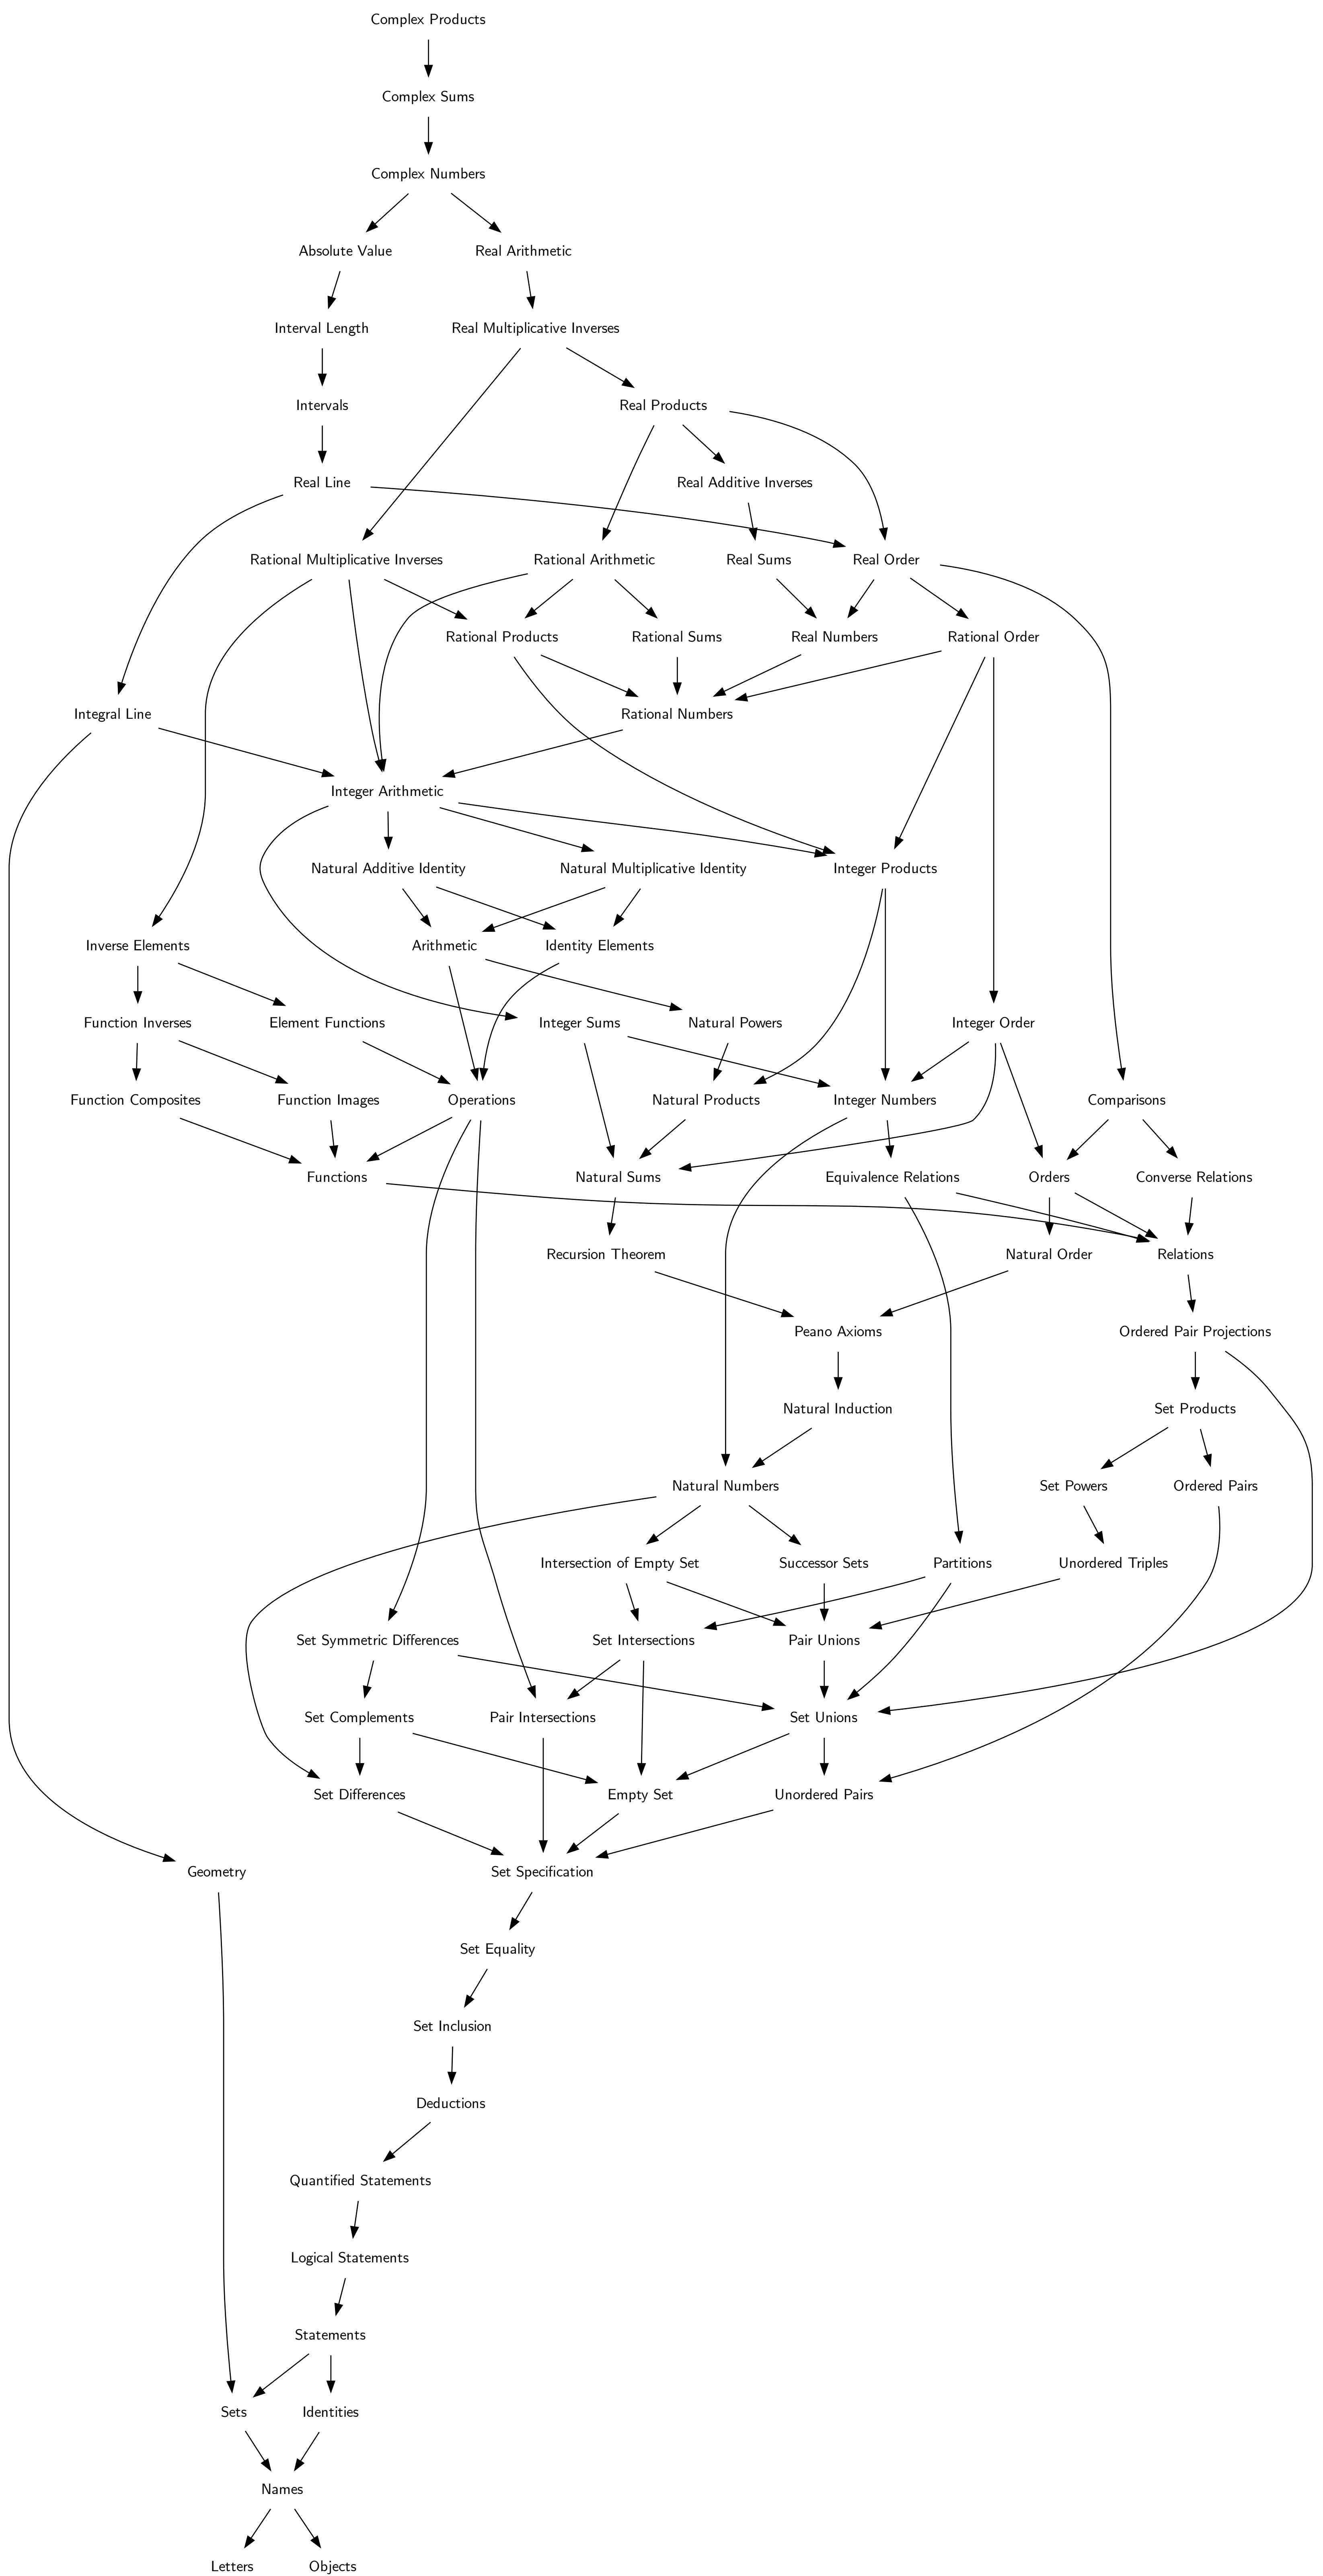 Complex Products
Complex Sums
Complex Numbers
Absolute Value
Real Arithmetic
Interval Length
Real Multiplicative Inverses
Intervals
Real Products
Real Line
Real Additive Inverses
Rational Multiplicative Inverses
Rational Arithmetic
Real Sums
Real Order
Rational Products
Rational Sums
Real Numbers
Rational Order
Integral Line
Rational Numbers
Integer Arithmetic
Natural Additive Identity
Natural Multiplicative Identity
Integer Products
Inverse Elements
Arithmetic
Identity Elements
Function Inverses
Element Functions
Integer Sums
Natural Powers
Integer Order
Function Composites
Function Images
Operations
Natural Products
Integer Numbers
Comparisons
Functions
Natural Sums
Equivalence Relations
Orders
Converse Relations
Recursion Theorem
Natural Order
Relations
Peano Axioms
Ordered Pair Projections
Natural Induction
Set Products
Natural Numbers
Set Powers
Ordered Pairs
Intersection of Empty Set
Successor Sets
Partitions
Unordered Triples
Set Symmetric Differences
Set Intersections
Pair Unions
Set Complements
Pair Intersections
Set Unions
Set Differences
Empty Set
Unordered Pairs
Geometry
Set Specification
Set Equality
Set Inclusion
Deductions
Quantified Statements
Logical Statements
Statements
Sets
Identities
Names
Letters
Objects